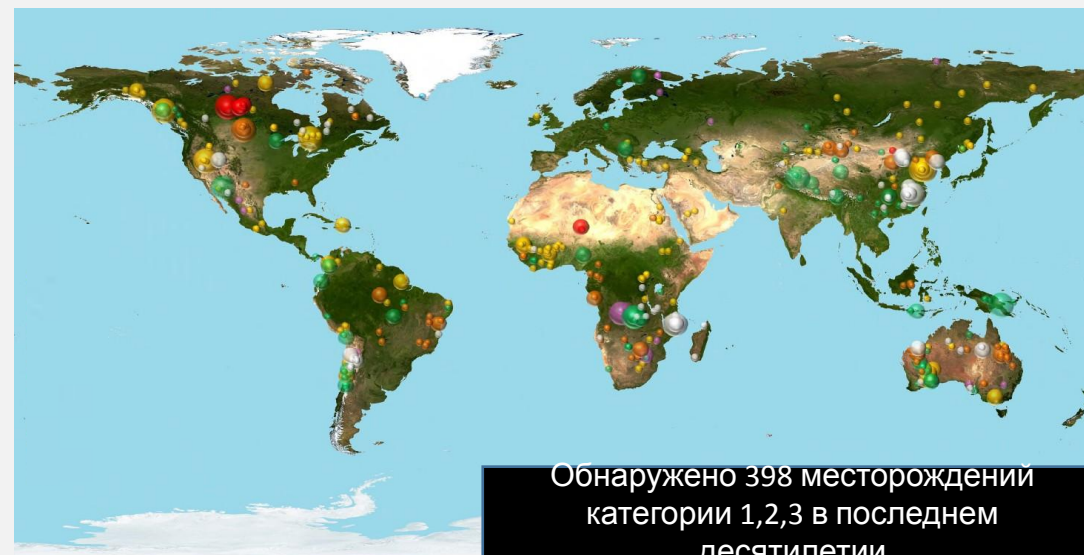 Обнаружено 398 месторождений
категории 1,2,3 в последнем
десятилетии